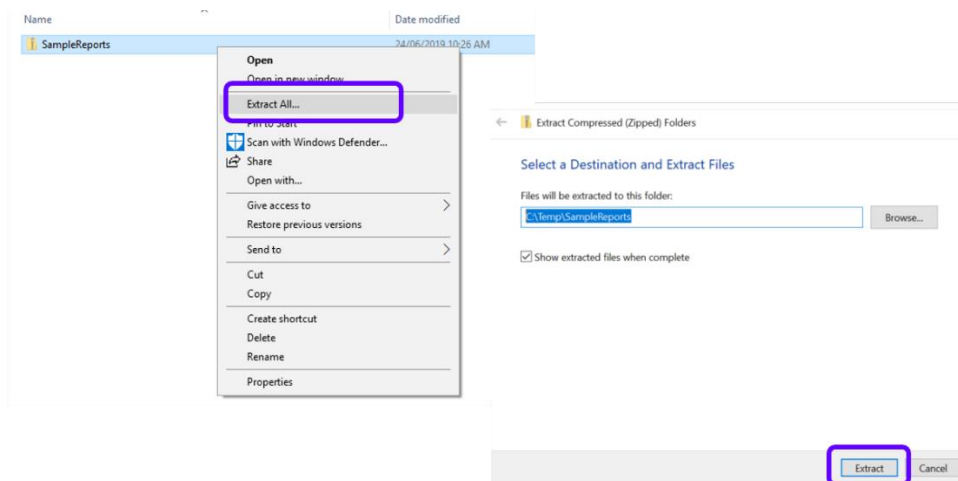 Name Date modified
SampleReports 24/06/2019 10:26 AM
Open
Open in new window
Extract All...
Pin to Start
Scan with Windows Defender...
Share
Open with...
Give access to
Restore previous versions
Send to
Cut
Copy
Create shortcut
Delete
Rename
Properties
Extract Compressed (Zipped) Folders
Select a Destination and Extract Files
Files will be extracted to this folder:
C:\Temp\SampleReports Browse...
Show extracted files when complete
Extract Cancel